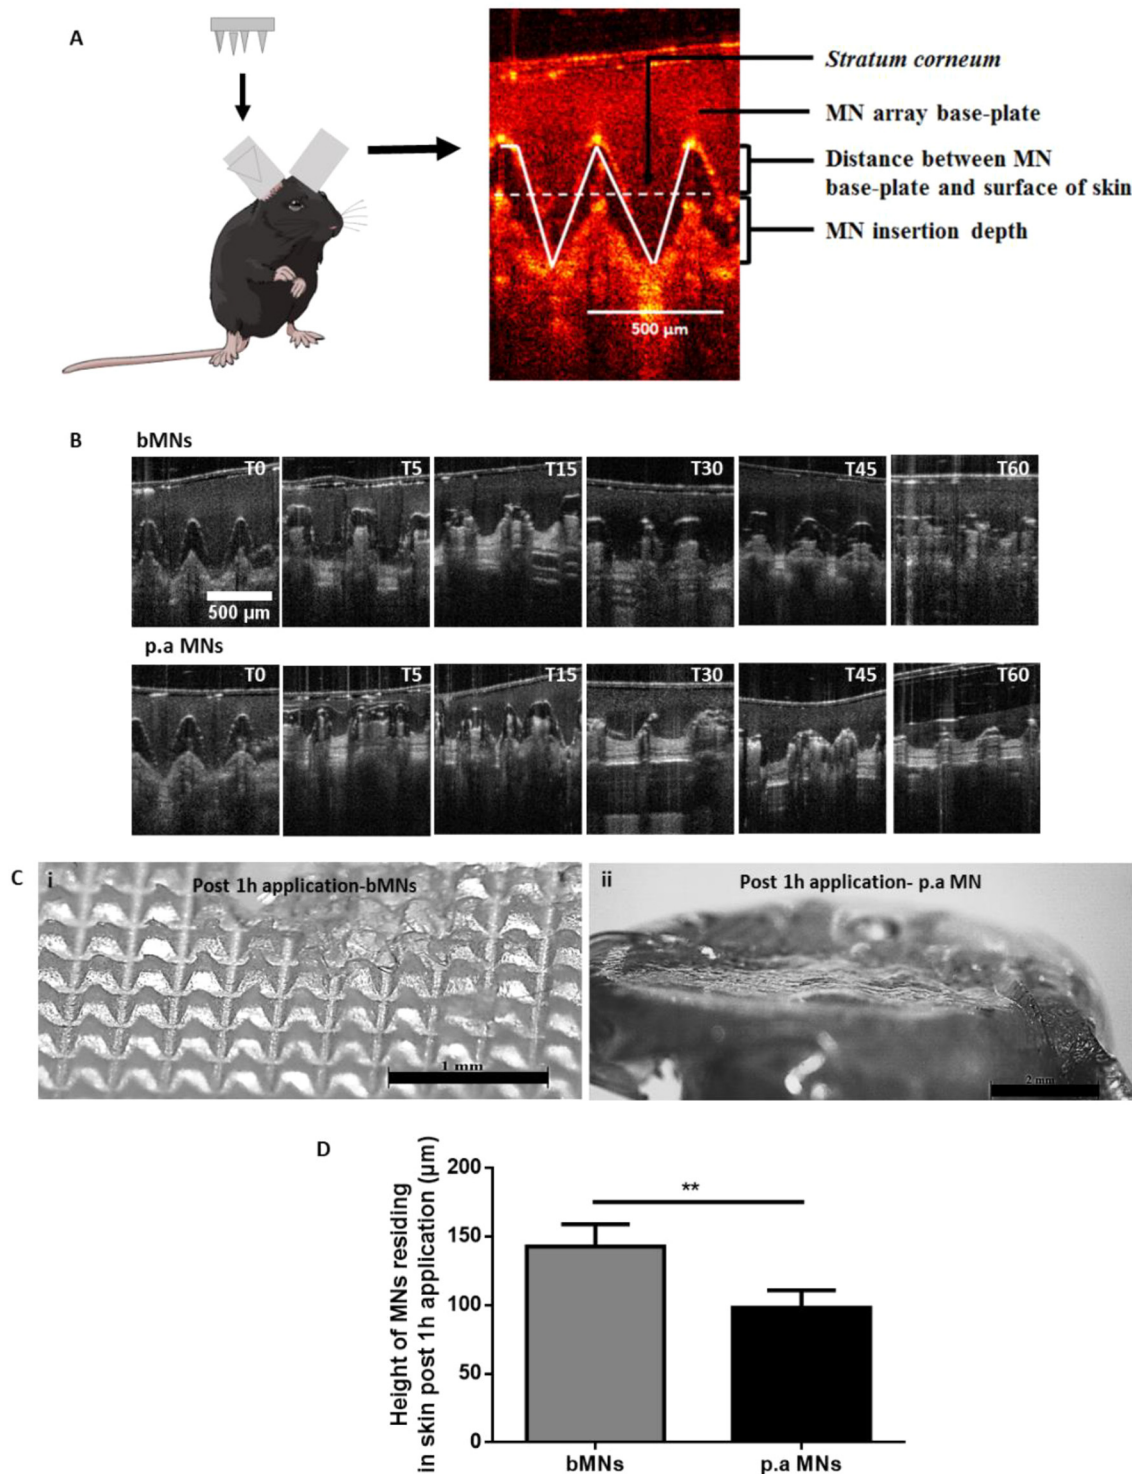 A
Stratum corneum
MN array base-plate
Distance between MN
base-plate and surface of skin
MN insertion depth
500 µm
B
bMNs
T0
T5
T15
T30
T45
T60
500 µm
p.a MNs
T0
T5
T15
T30
T45
T60
C
i
Post 1h application-bMNs
1 mm
ii
Post 1h application- p.a MN
2 mm
D
Height of MNs residing
in skin post 1h application (µm)
200
150
100
50
0
**
bMNs
p.a MNs